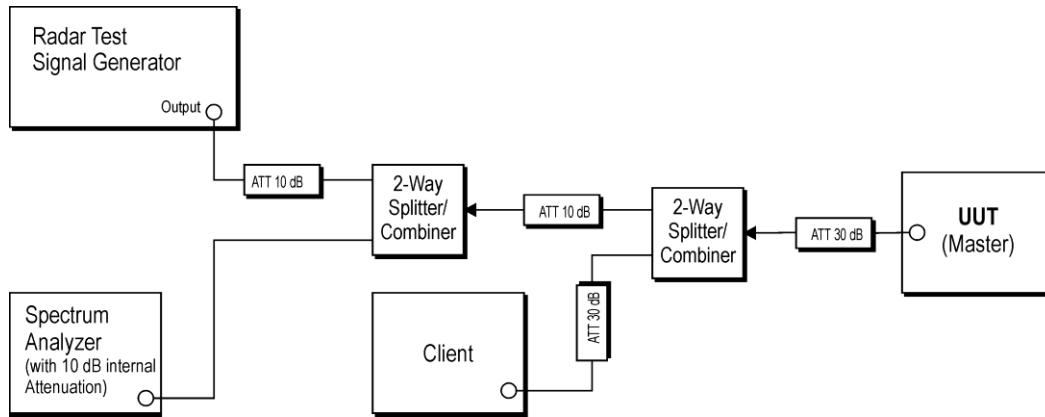 Radar Test
Signal Generator
Output
ATT 10 dB
2-Way
Splitter/
Combiner
ATT 10 dB
2-Way
Splitter/
Combiner
ATT 30 dB
UUT
(Master)
Spectrum
Analyzer
(with 10 dB internal
Attenuation)
Client
ATT 30 dB